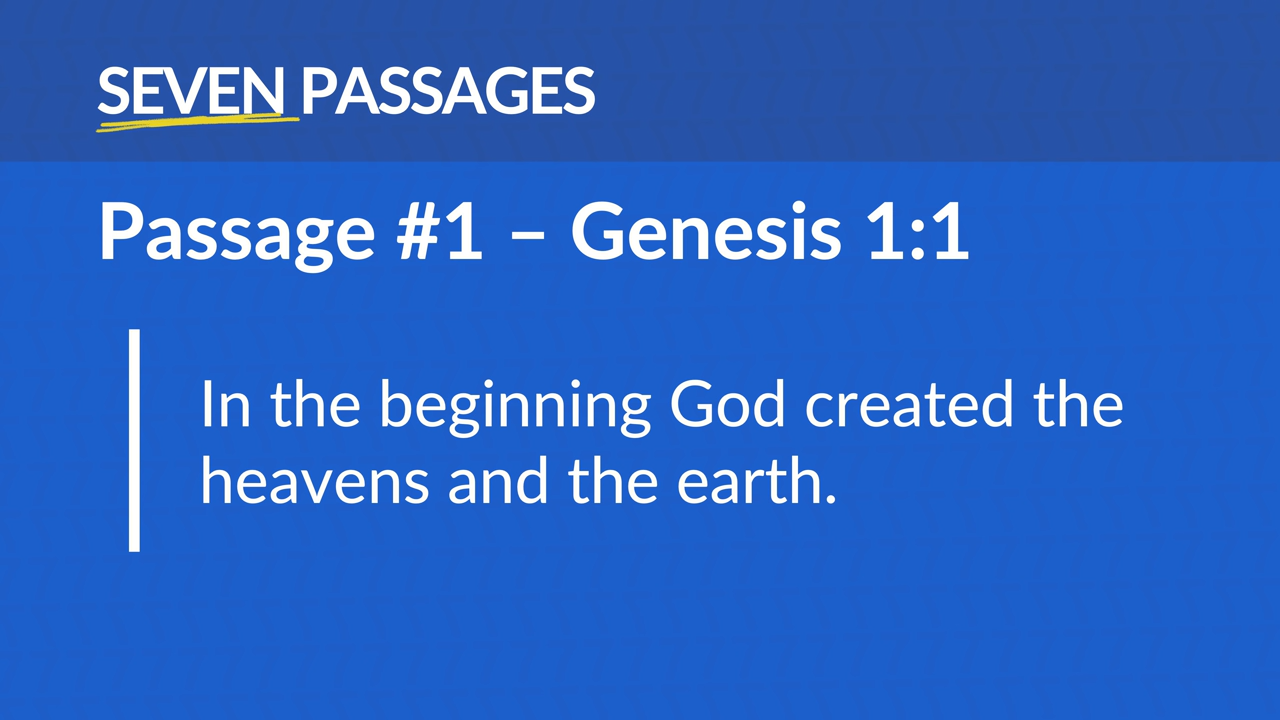 SEVEN PASSAGES
Passage #1 – Genesis 1:1
In the beginning God created the
heavens and the earth.